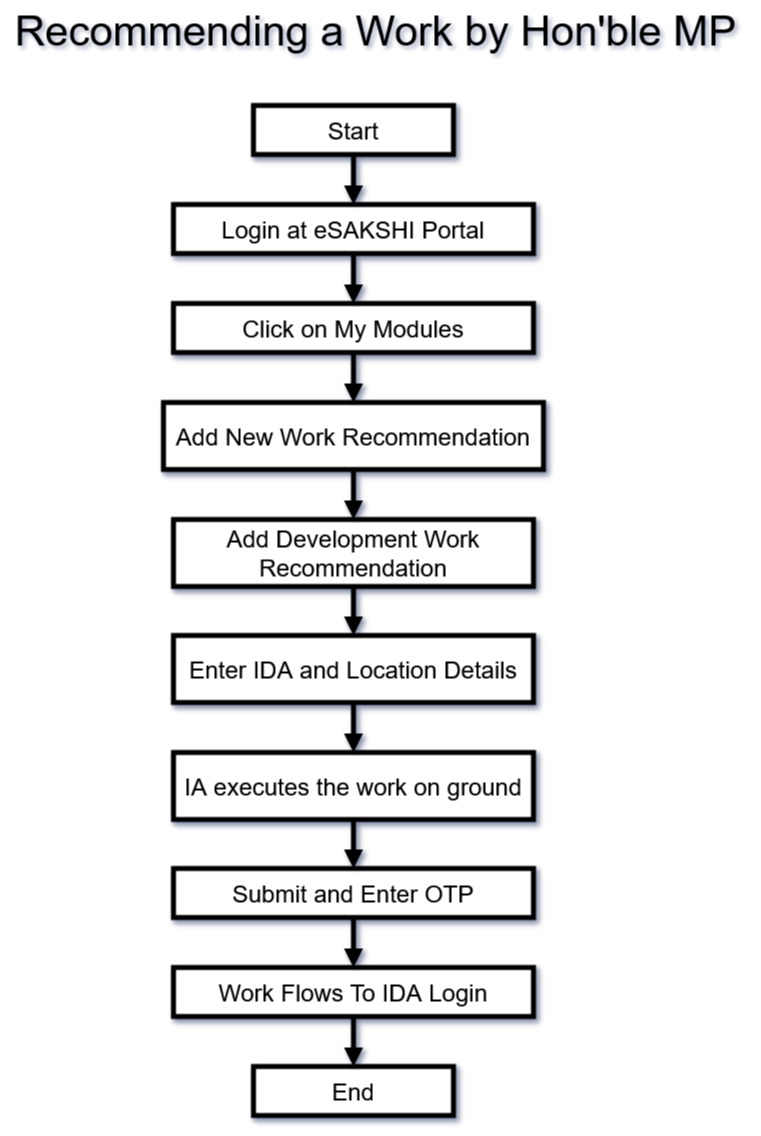 Recommending a Work by Hon'ble MP
Start
Login at eSAKSHI Portal
Click on My Modules
Add New Work Recommendation
Add Development Work
Recommendation
Enter IDA and Location Details
IA executes the work on ground
Submit and Enter OTP
Work Flows To IDA Login
End